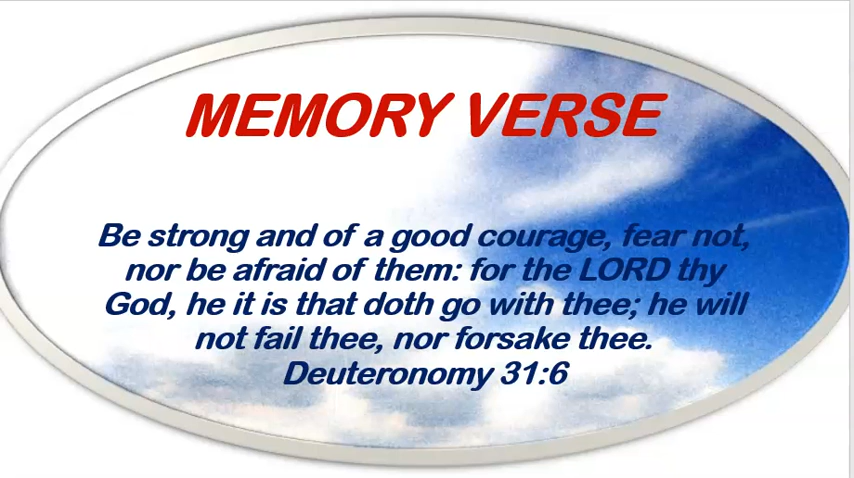 MEMORY VERSE
Be strong and of a good courage, fear not,
nor be afraid of them: for the LORD thy
God, he it is that doth go with thee; he will
not fail thee, nor forsake thee.
Deuteronomy 31:6